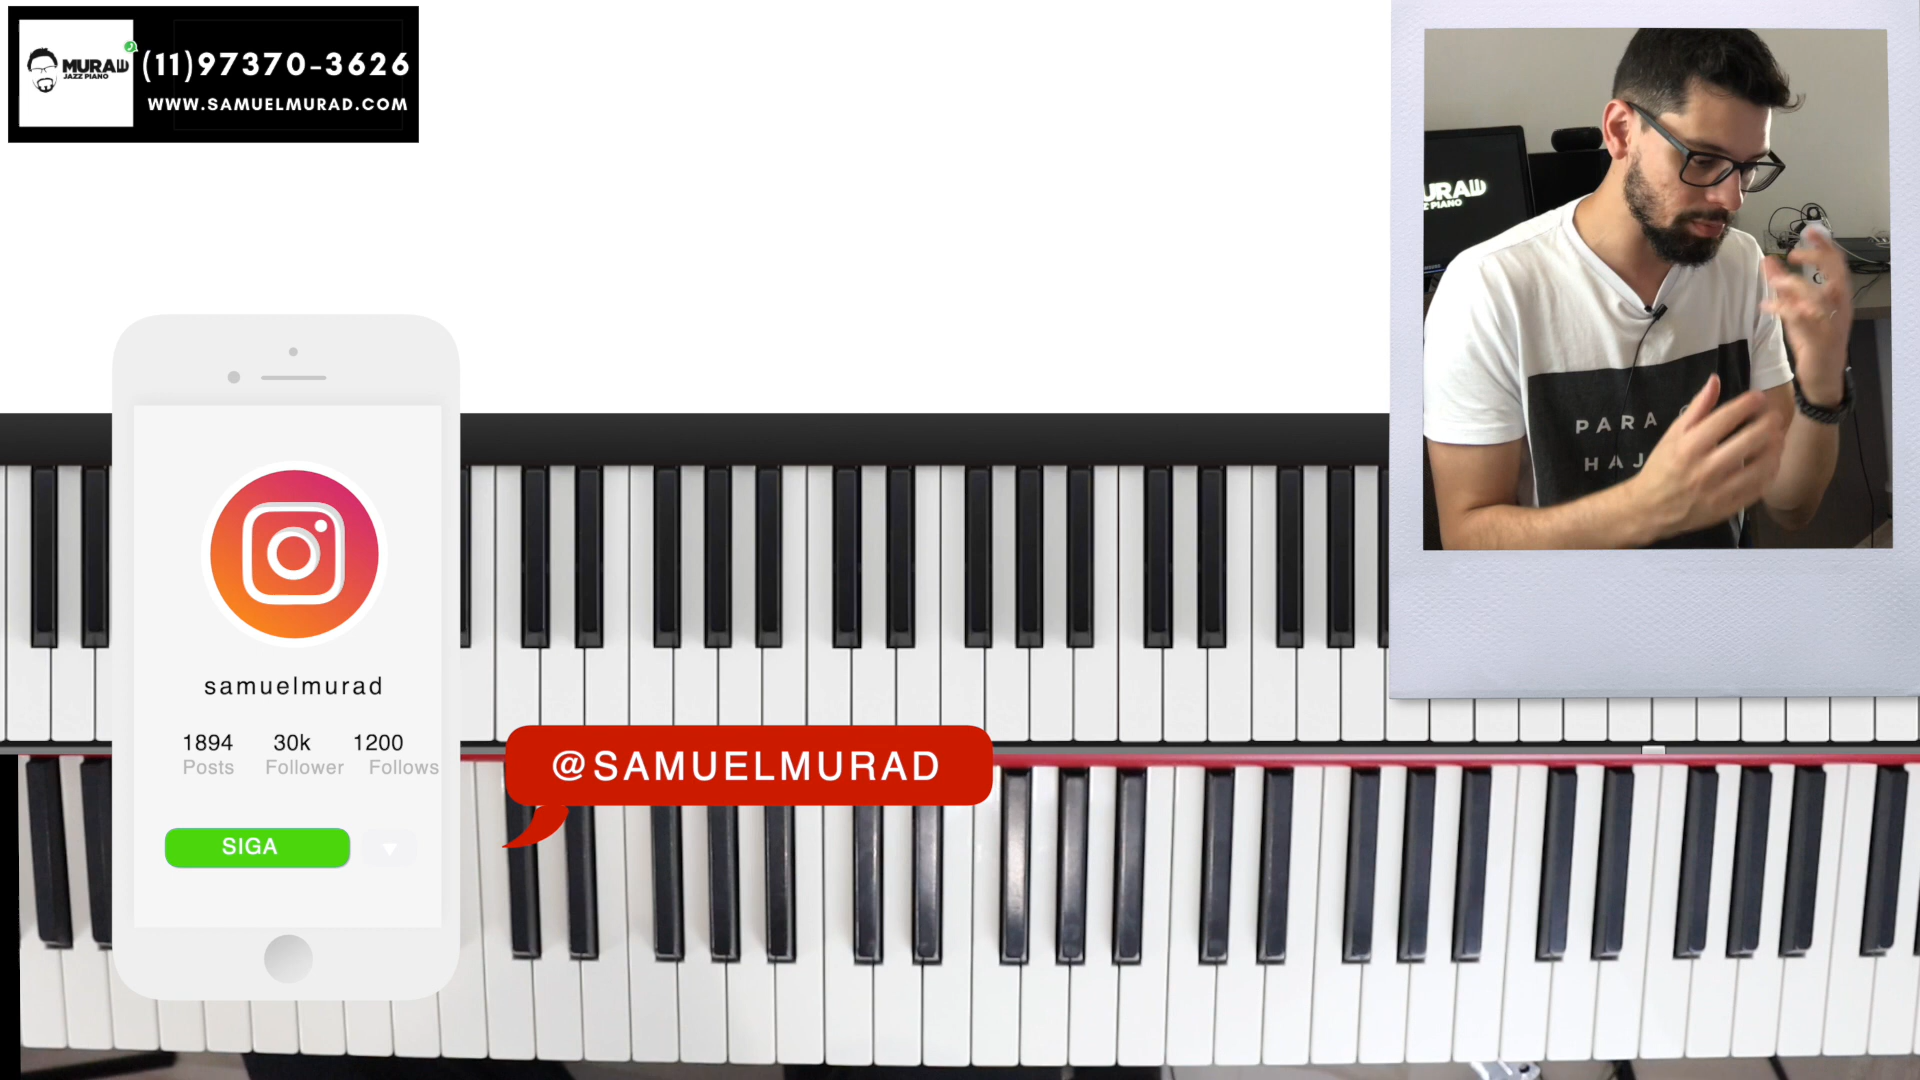 MURAD
JAZZ PIANO
(11)97370-3626
WWW.SAMUELMURAD.COM
URAD
Z PIANO
PARA
HAJ
samuelmurad
1894 30k 1200
Posts Follower Follows
@SAMUELMURAD
SIGA